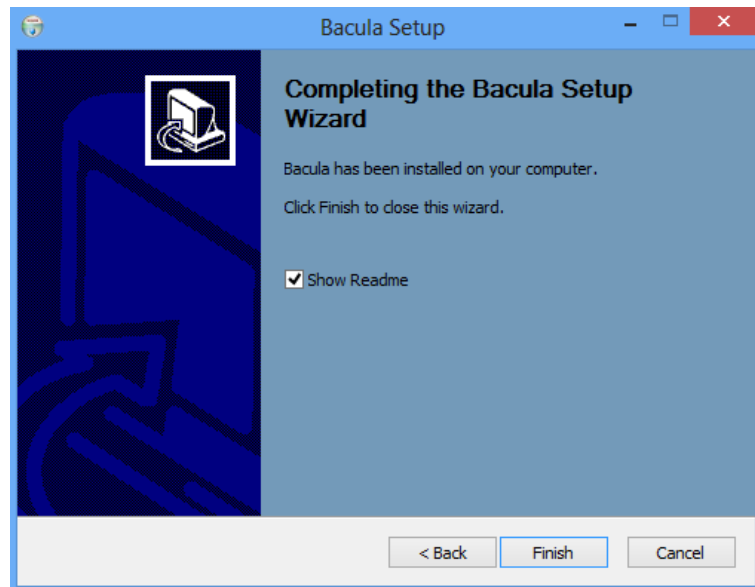 Bacula Setup
Completing the Bacula Setup
Wizard
Bacula has been installed on your computer.
Click Finish to close this wizard.
Show Readme
< Back
Finish
Cancel